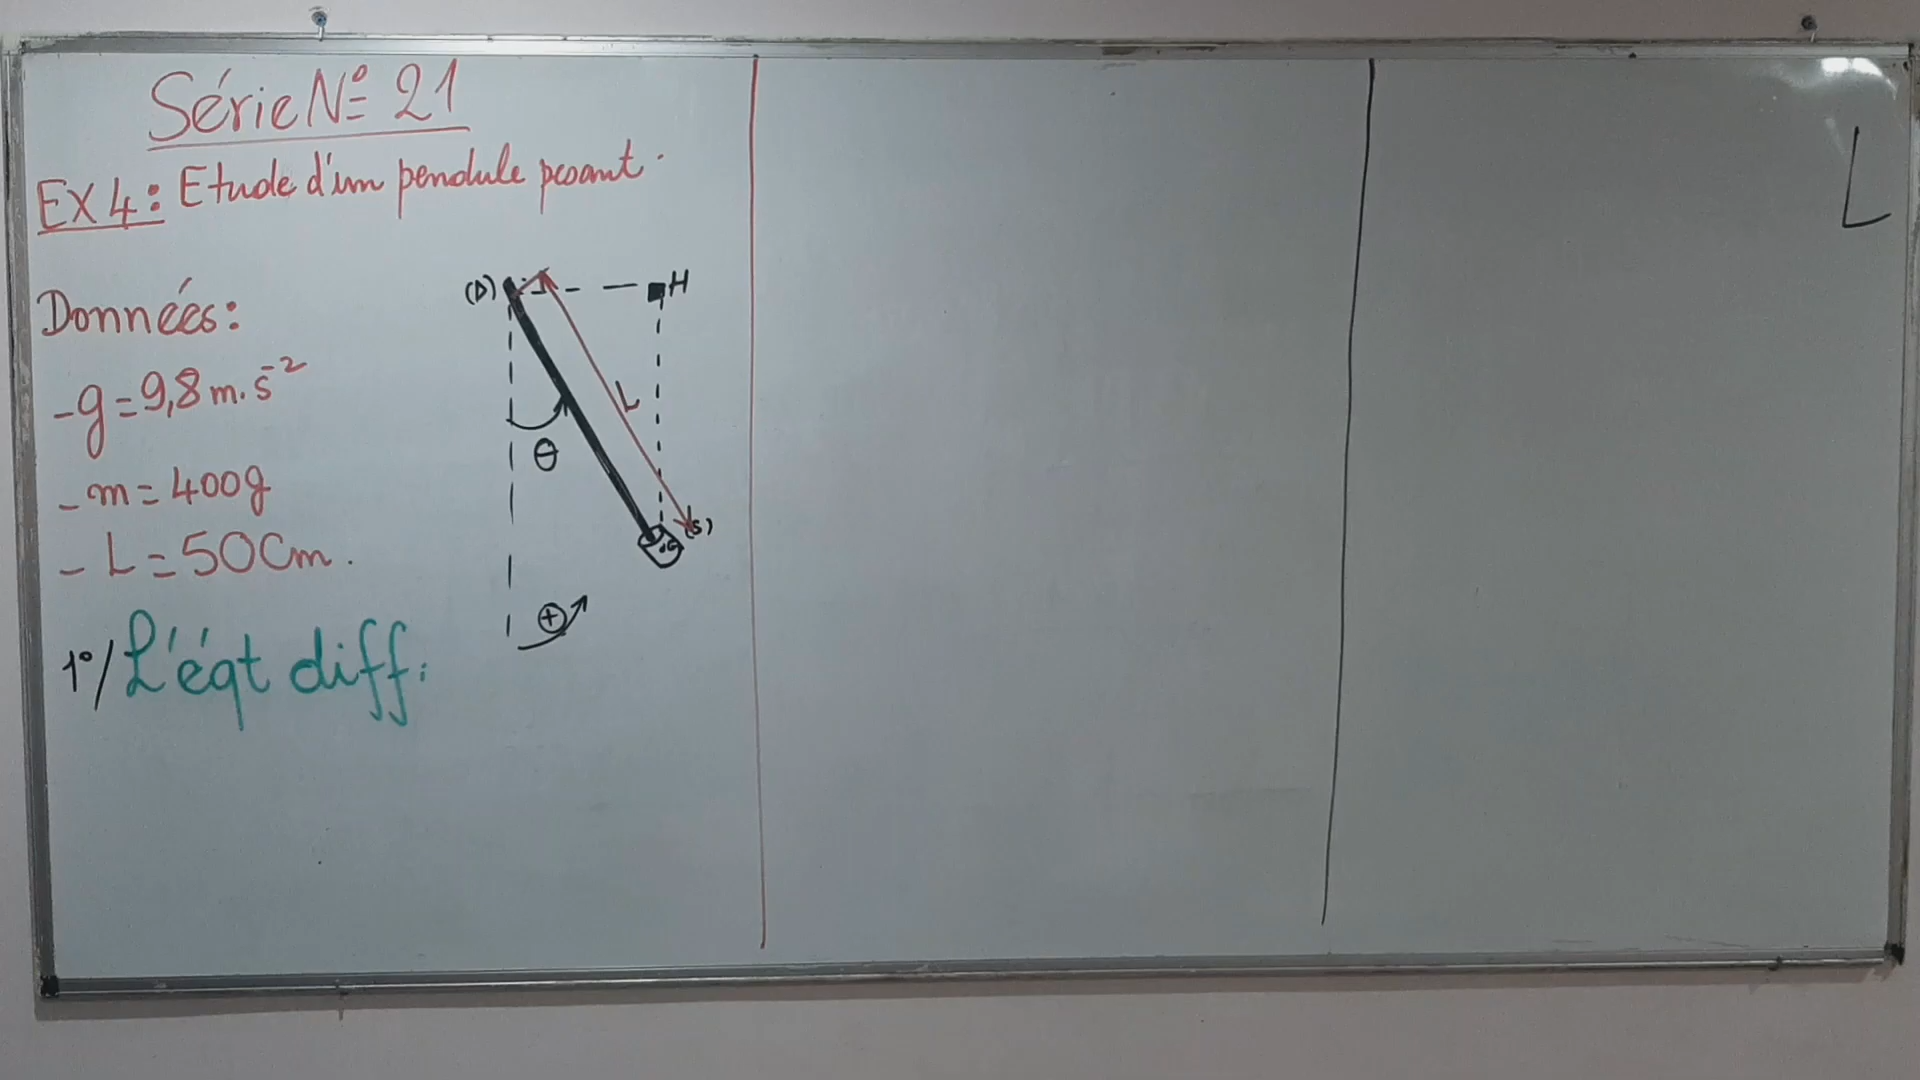 Série N° 21
EX 4: Etude d'un pendule pesant.
Données:
- g = 9,8 m.s⁻²
- m = 400g
- L = 50Cm.
1°/ L'éqt diff:
(Δ)
H
L
θ
(S)
G
+
L